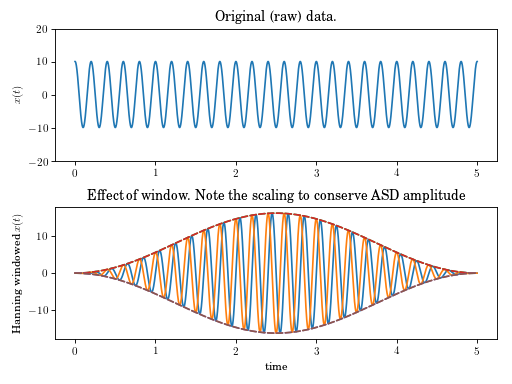 Original (raw) data.
20
10
0
−10
−20
x(t)
0 1 2 3 4 5
Effect of window. Note the scaling to conserve ASD amplitude
10
0
−10
Hanning windowed x(t)
0 1 2 3 4 5
time